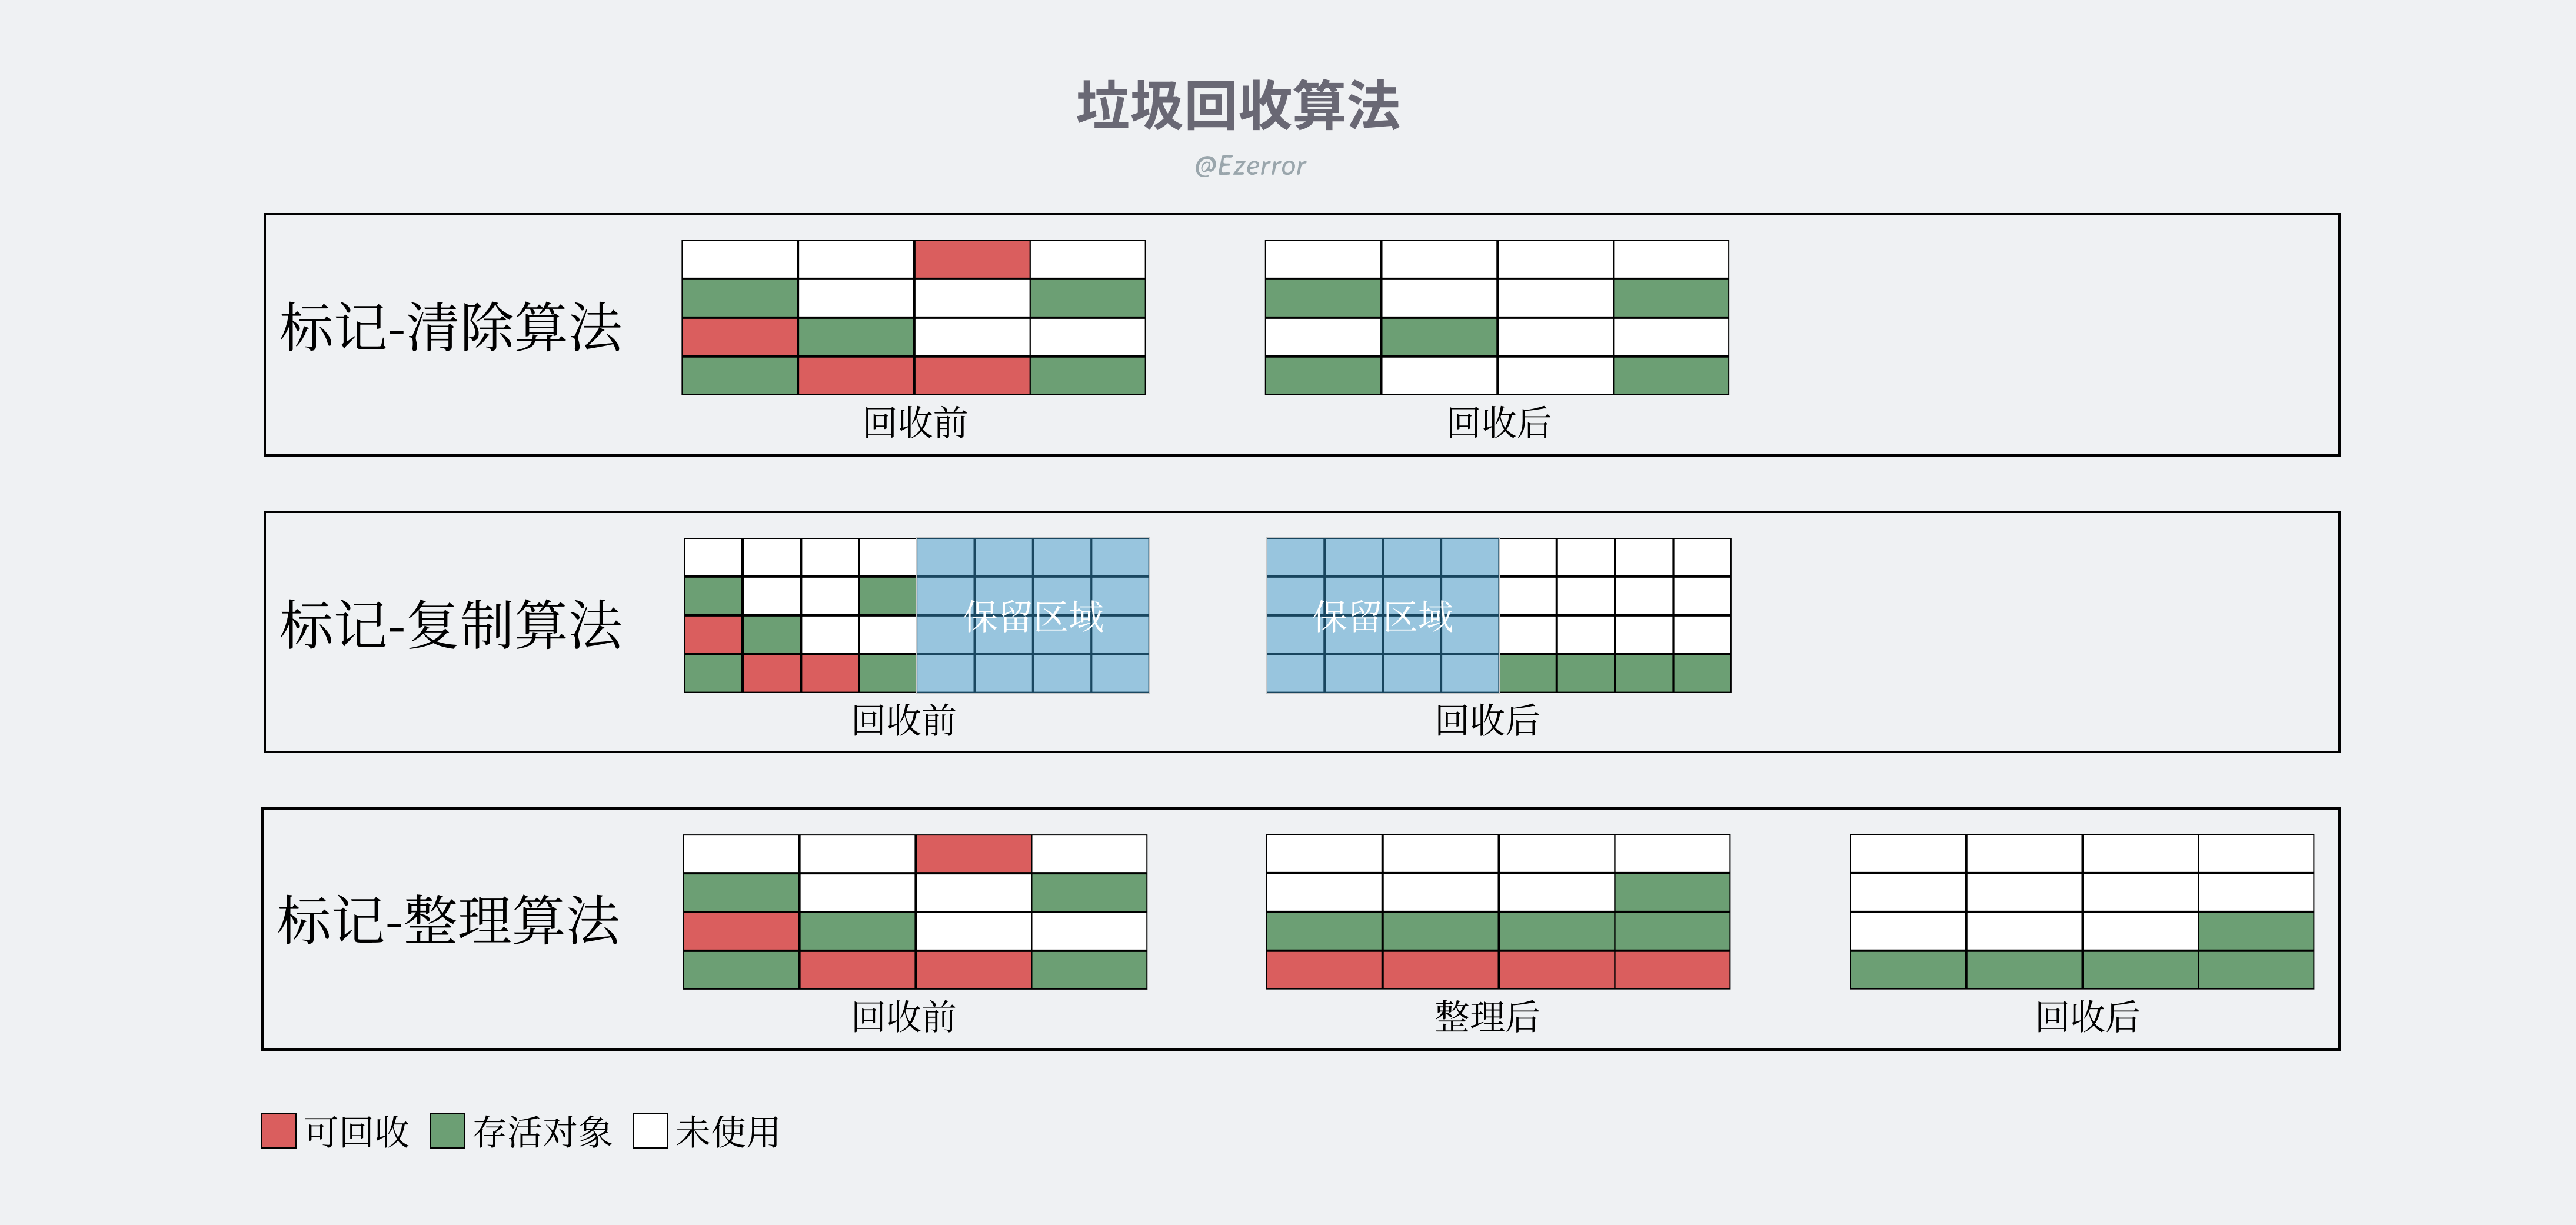 垃圾回收算法
@Ezerror
标记-清除算法
回收前
回收后
标记-复制算法
保留区域
保留区域
回收前
回收后
标记-整理算法
回收前
整理后
回收后
可回收
存活对象
未使用